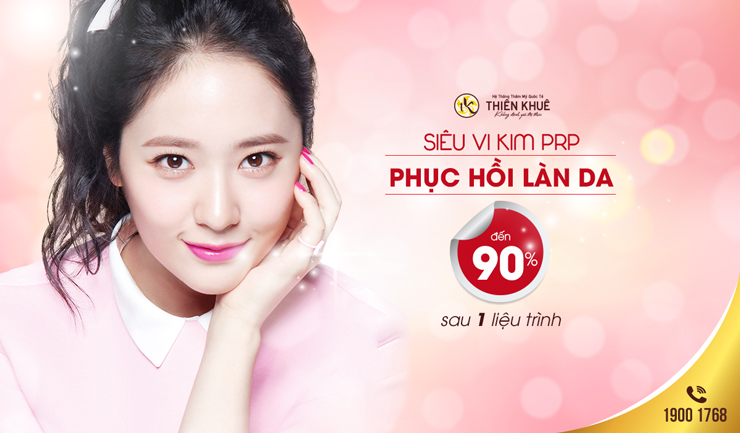 Hệ Thống Thẩm Mỹ Quốc Tế
THIÊN KHUÊ
SIÊU VI KIM PRP
PHỤC HỒI LÀN DA
đến
90%
sau 1 liệu trình
1900 1768